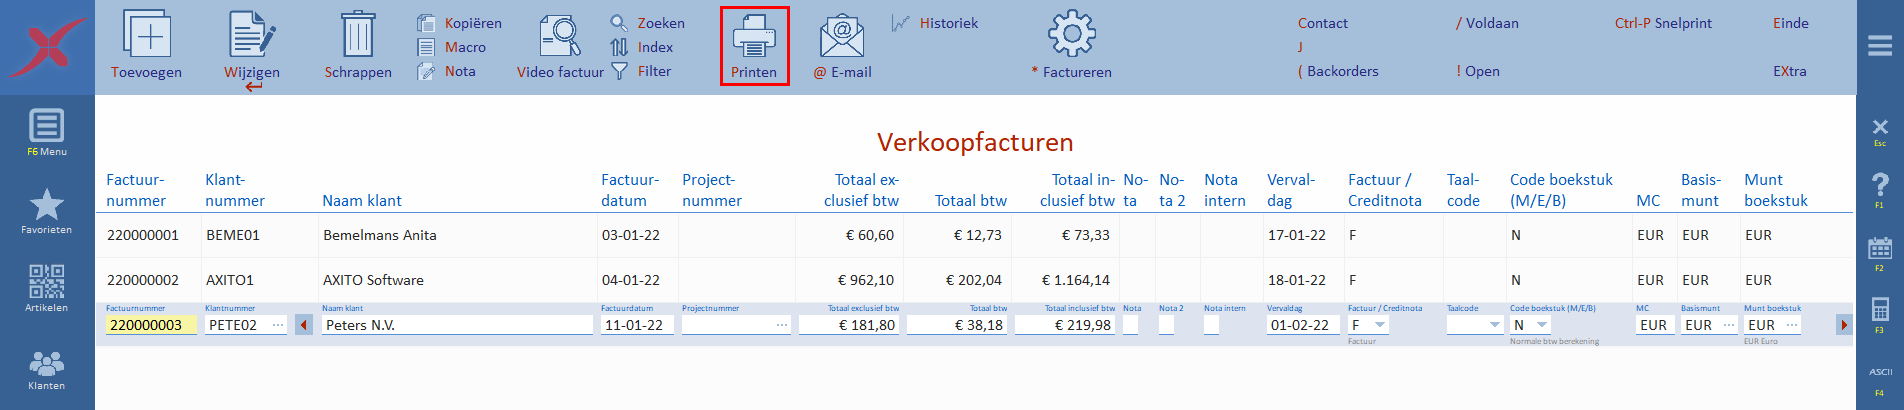 Toevoegen
Wijzigen
Schrappen
Kopiëren
Macro
Nota
Video factuur
Zoeken
Index
Filter
Printen
@ E-mail
Historiek
* Factureren
Contact
J
( Backorders
/ Voldaan
! Open
Ctrl-P Snelprint
Einde
EXtra
F6 Menu
Favorieten
Artikelen
Klanten
Esc
F1
F2
F3
ASCII
F4
Verkoopfacturen
Factuur- Klant- Factuur- Project- Totaal ex- Totaal in- No- No- Nota Verval- Factuur / Taal- Code boekstuk Basis- Munt
nummer nummer Naam klant datum nummer clusief btw Totaal btw clusief btw ta ta 2 intern dag Creditnota code (M/E/B) MC munt boekstuk
220000001 BEME01 Bemelmans Anita 03-01-22 € 60,60 € 12,73 € 73,33 17-01-22 F N EUR EUR EUR
220000002 AXITO1 AXITO Software 04-01-22 € 962,10 € 202,04 € 1.164,14 18-01-22 F N EUR EUR EUR
Factuurnummer Klantnummer Naam klant Factuurdatum Projectnummer Totaal exclusief btw Totaal btw Totaal inclusief btw Nota Nota 2 Nota intern Vervaldag Factuur / Creditnota Taalcode Code boekstuk (M/E/B) MC Basismunt Munt boekstuk
220000003 PETE02 ... Peters N.V. 11-01-22 ... € 181,80 € 38,18 € 219,98 01-02-22 F N EUR EUR ... EUR ...
Factuur Normale btw berekening EUR Euro